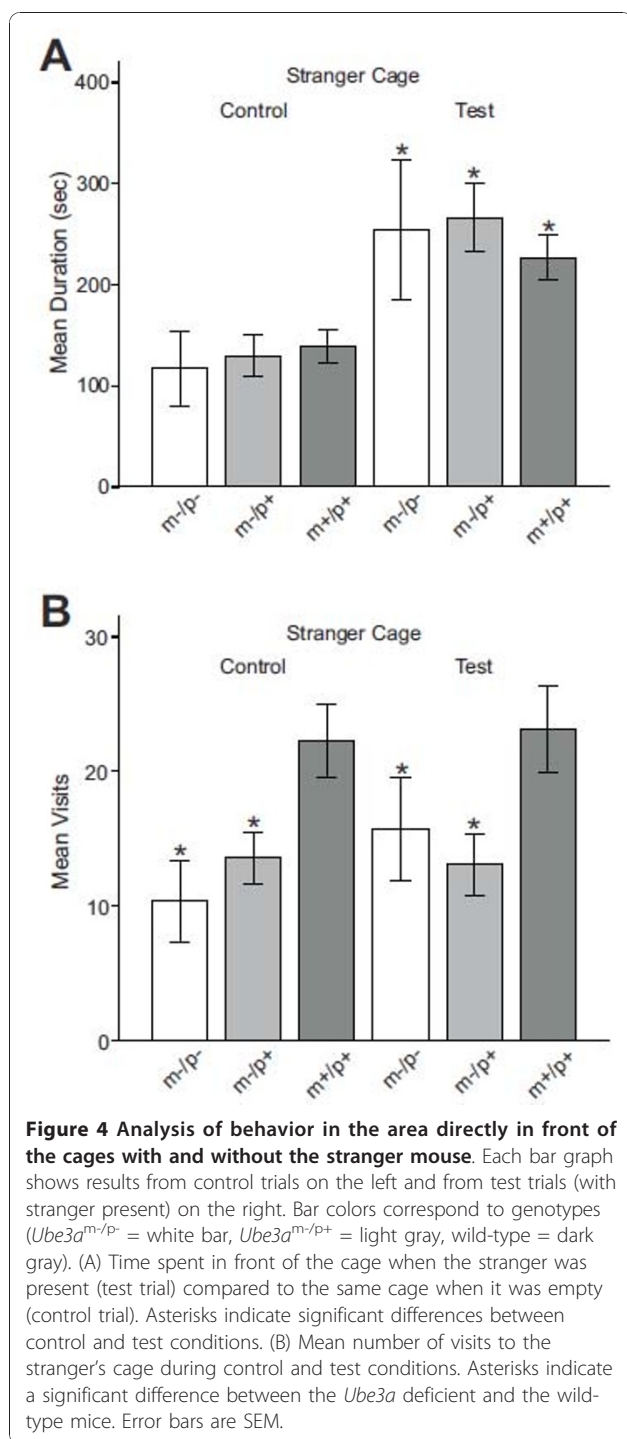 A
Stranger Cage
Control Test
Mean Duration (sec)
400
300
200
100
0
* * *
m-/p- m-/p+ m+/p+ m-/p- m-/p+ m+/p+
B
Stranger Cage
Control Test
Mean Visits
30
20
10
0
* * * *
m-/p- m-/p+ m+/p+ m-/p- m-/p+ m+/p+
Figure 4 Analysis of behavior in the area directly in front of
the cages with and without the stranger mouse. Each bar graph
shows results from control trials on the left and from test trials (with
stranger present) on the right. Bar colors correspond to genotypes
(Ube3a^m-/p- = white bar, Ube3a^m-/p+ = light gray, wild-type = dark
gray). (A) Time spent in front of the cage when the stranger was
present (test trial) compared to the same cage when it was empty
(control trial). Asterisks indicate significant differences between
control and test conditions. (B) Mean number of visits to the
stranger's cage during control and test conditions. Asterisks indicate
a significant difference between the Ube3a deficient and the wild-
type mice. Error bars are SEM.